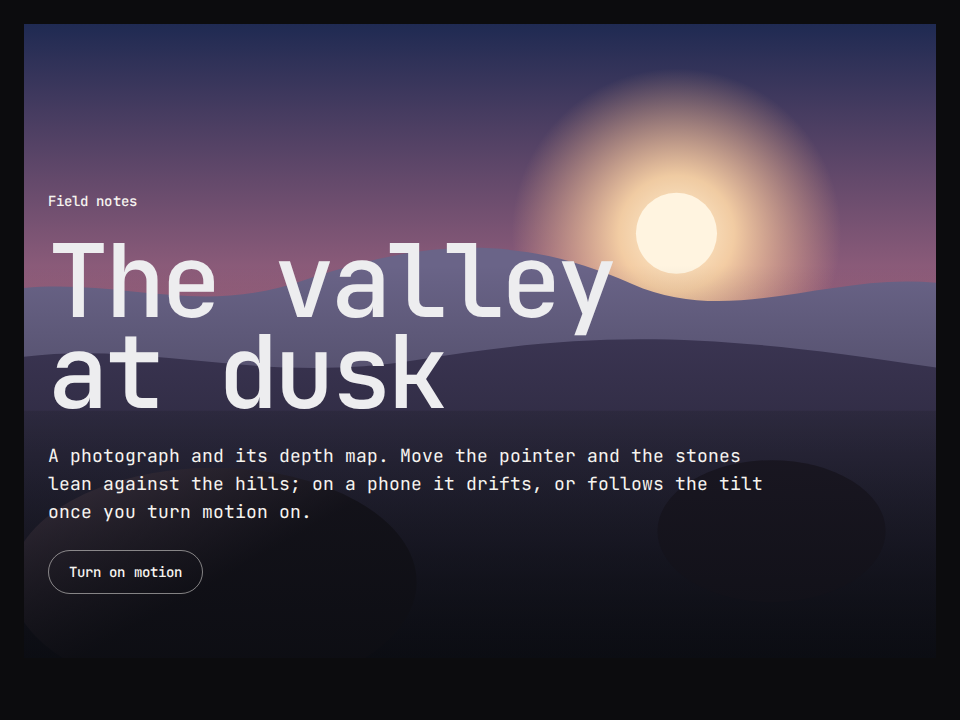 Field notes
The valley
at dusk
A photograph and its depth map. Move the pointer and the stones
lean against the hills; on a phone it drifts, or follows the tilt
once you turn motion on.
Turn on motion